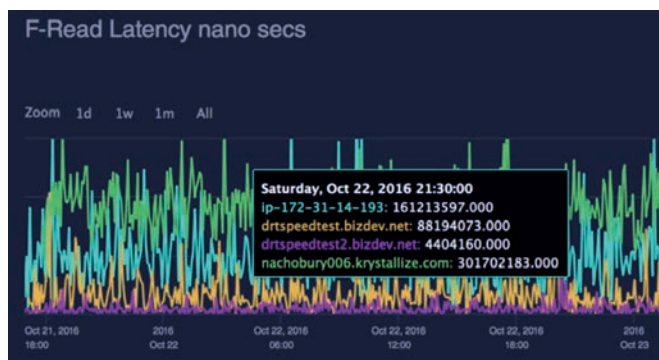 F-Read Latency nano secs
Zoom 1d 1w 1m All
Saturday, Oct 22, 2016 21:30:00
ip-172-31-14-193: 161213597.000
drtspeedtest.bizdev.net: 88194073.000
drtspeedtest2.bizdev.net: 4404160.000
nachobury006.krystallize.com: 301702183.000
Oct 21, 2016 2016 Oct 22, 2016 Oct 22, 2016 Oct 22, 2016 2016
18:00 Oct 22 06:00 12:00 18:00 Oct 23